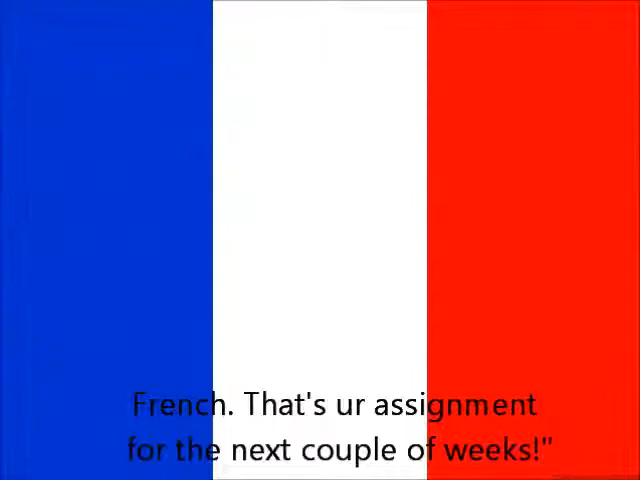 French. That's ur assignment
for the next couple of weeks!"